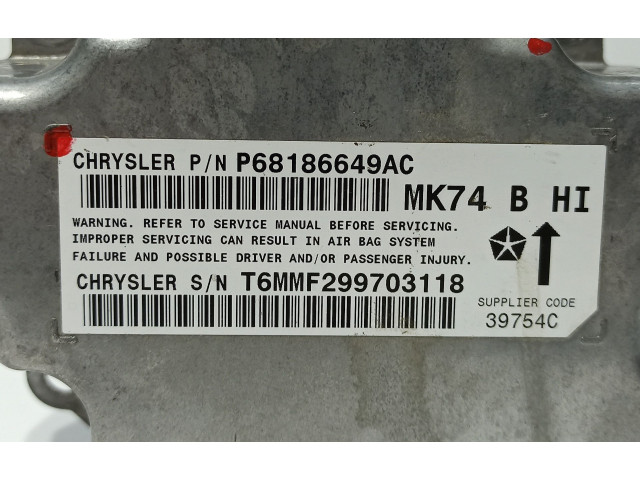 CHRYSLER P/N P68186649AC
MK74 B HI
WARNING. REFER TO SERVICE MANUAL BEFORE SERVICING.
IMPROPER SERVICING CAN RESULT IN AIR BAG SYSTEM
FAILURE AND POSSIBLE DRIVER AND/OR PASSENGER INJURY.
CHRYSLER S/N T6MMF299703118
SUPPLIER CODE
39754C